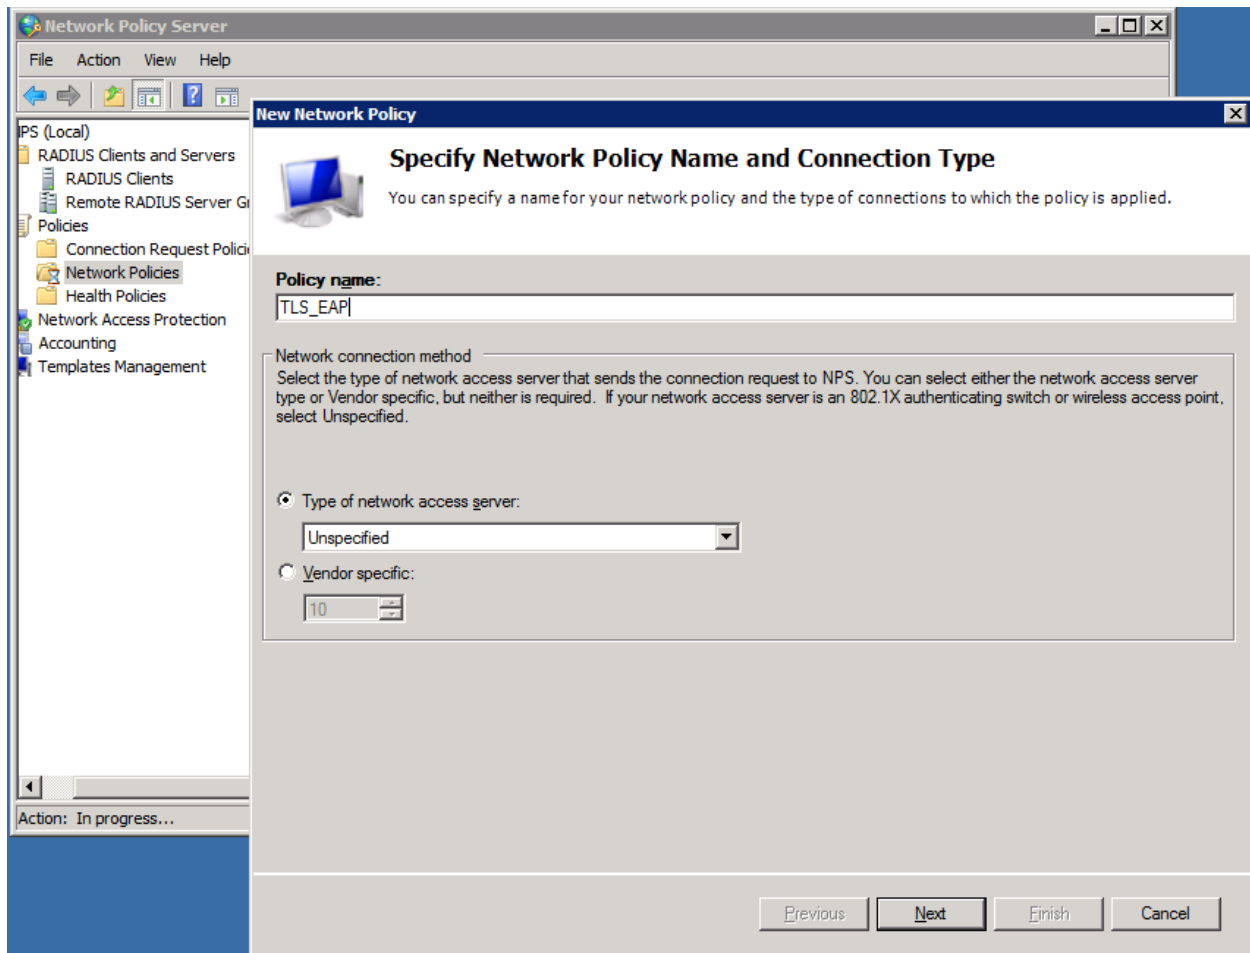 Network Policy Server
File Action View Help
PS (Local)
RADIUS Clients and Servers
RADIUS Clients
Remote RADIUS Server Gr
Policies
Connection Request Polici
Network Policies
Health Policies
Network Access Protection
Accounting
Templates Management
Action: In progress...
New Network Policy
Specify Network Policy Name and Connection Type
You can specify a name for your network policy and the type of connections to which the policy is applied.
Policy name:
TLS_EAP
Network connection method
Select the type of network access server that sends the connection request to NPS. You can select either the network access server
type or Vendor specific, but neither is required. If your network access server is an 802.1X authenticating switch or wireless access point,
select Unspecified.
Type of network access server:
Unspecified
Vendor specific:
10
Previous Next Finish Cancel